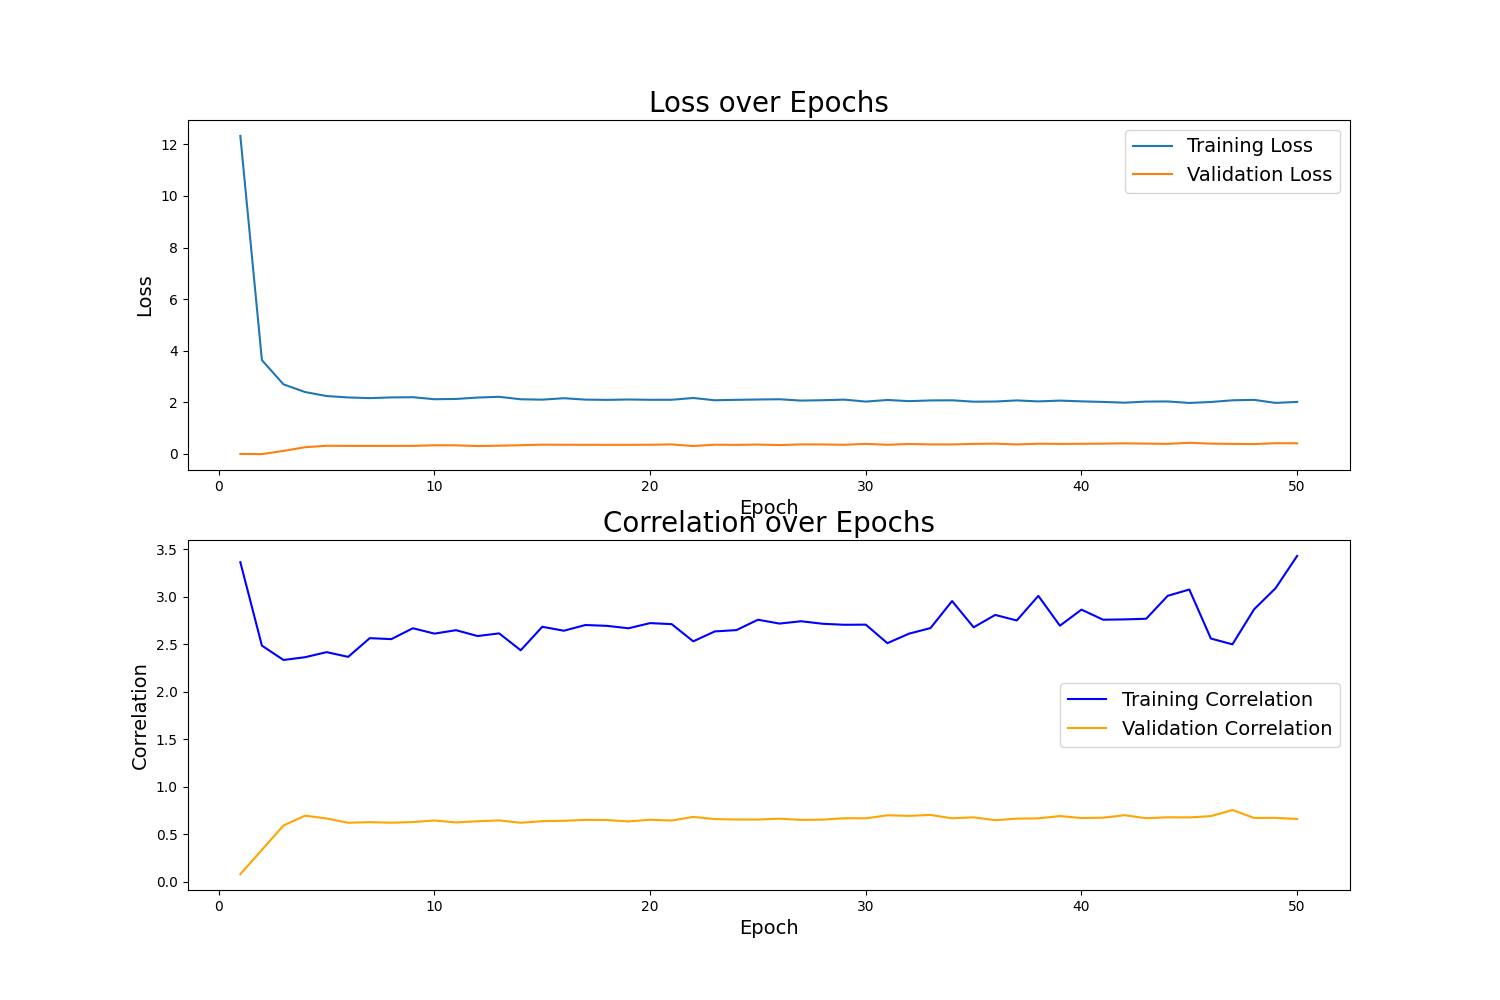 Loss over Epochs
12
10
8
6
4
2
0
Loss
Training Loss
Validation Loss
0 10 20 30 40 50
Epoch
Correlation over Epochs
3.5
3.0
2.5
2.0
1.5
1.0
0.5
0.0
Correlation
Training Correlation
Validation Correlation
0 10 20 30 40 50
Epoch